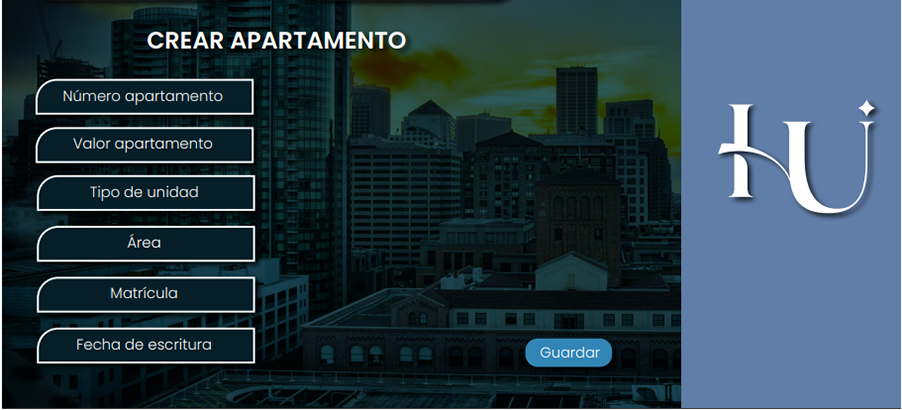 CREAR APARTAMENTO
Número apartamento
Valor apartamento
Tipo de unidad
Área
Matrícula
Fecha de escritura
Guardar
HU